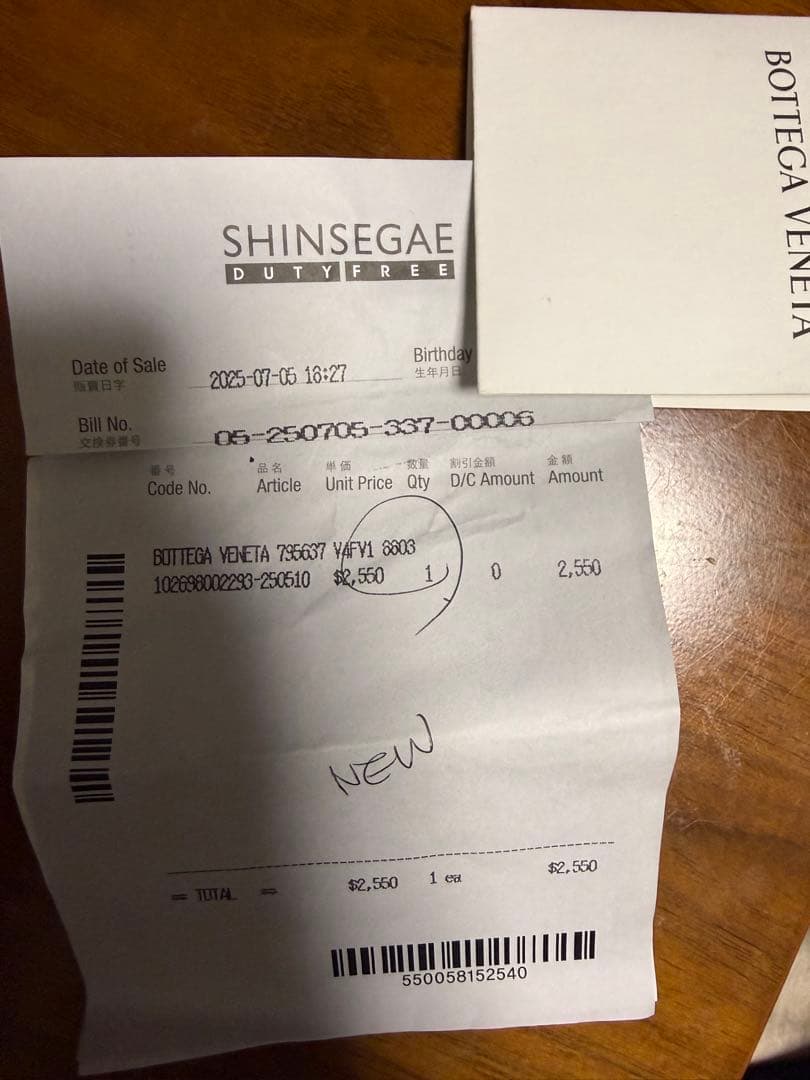 BOTTEGA VENETA
SHINSEGAE
DUTY FREE
Date of Sale 2025-07-05 16:27 Birthday
販賣日字 生年月日
Bill No. 05-250705-337-00006
交換券番号
番号 品名 単価 数量 割引金額 金額
Code No. Article Unit Price Qty D/C Amount Amount
BOTTEGA VENETA 795637 V4FV1 8803
102698002293-250510 $2,550 1 0 2,550
NEW
== TOTAL == $2,550 1 ea $2,550
550058152540